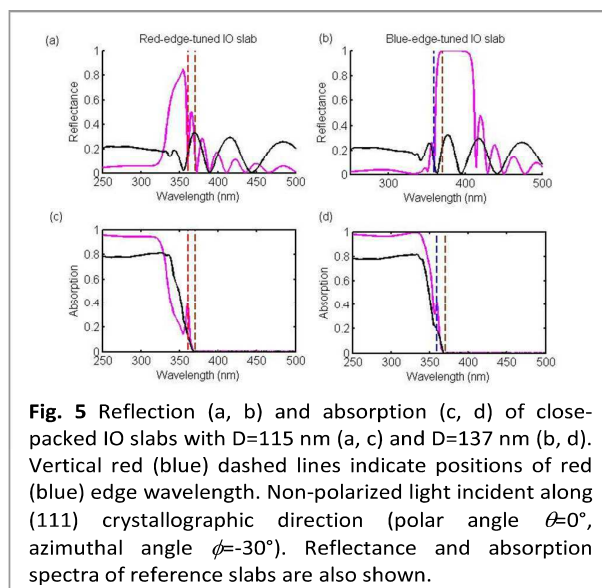 (a)
Red-edge-tuned IO slab
1
0.8
0.6
0.4
0.2
0
Reflectance
250 300 350 400 450 500
Wavelength (nm)
(b)
Blue-edge-tuned IO slab
1
0.8
0.6
0.4
0.2
0
Reflectance
300 350 400 450 500
Wavelength (nm)
(c)
1
0.8
0.6
0.4
0.2
0
Absorption
250 300 350 400 450 500
Wavelength (nm)
(d)
1
0.8
0.6
0.4
0.2
0
Absorption
250 300 350 400 450 500
Wavelength (nm)
Fig. 5 Reflection (a, b) and absorption (c, d) of close-
packed IO slabs with D=115 nm (a, c) and D=137 nm (b, d).
Vertical red (blue) dashed lines indicate positions of red
(blue) edge wavelength. Non-polarized light incident along
(111) crystallographic direction (polar angle θ=0°,
azimuthal angle ϕ=-30°). Reflectance and absorption
spectra of reference slabs are also shown.